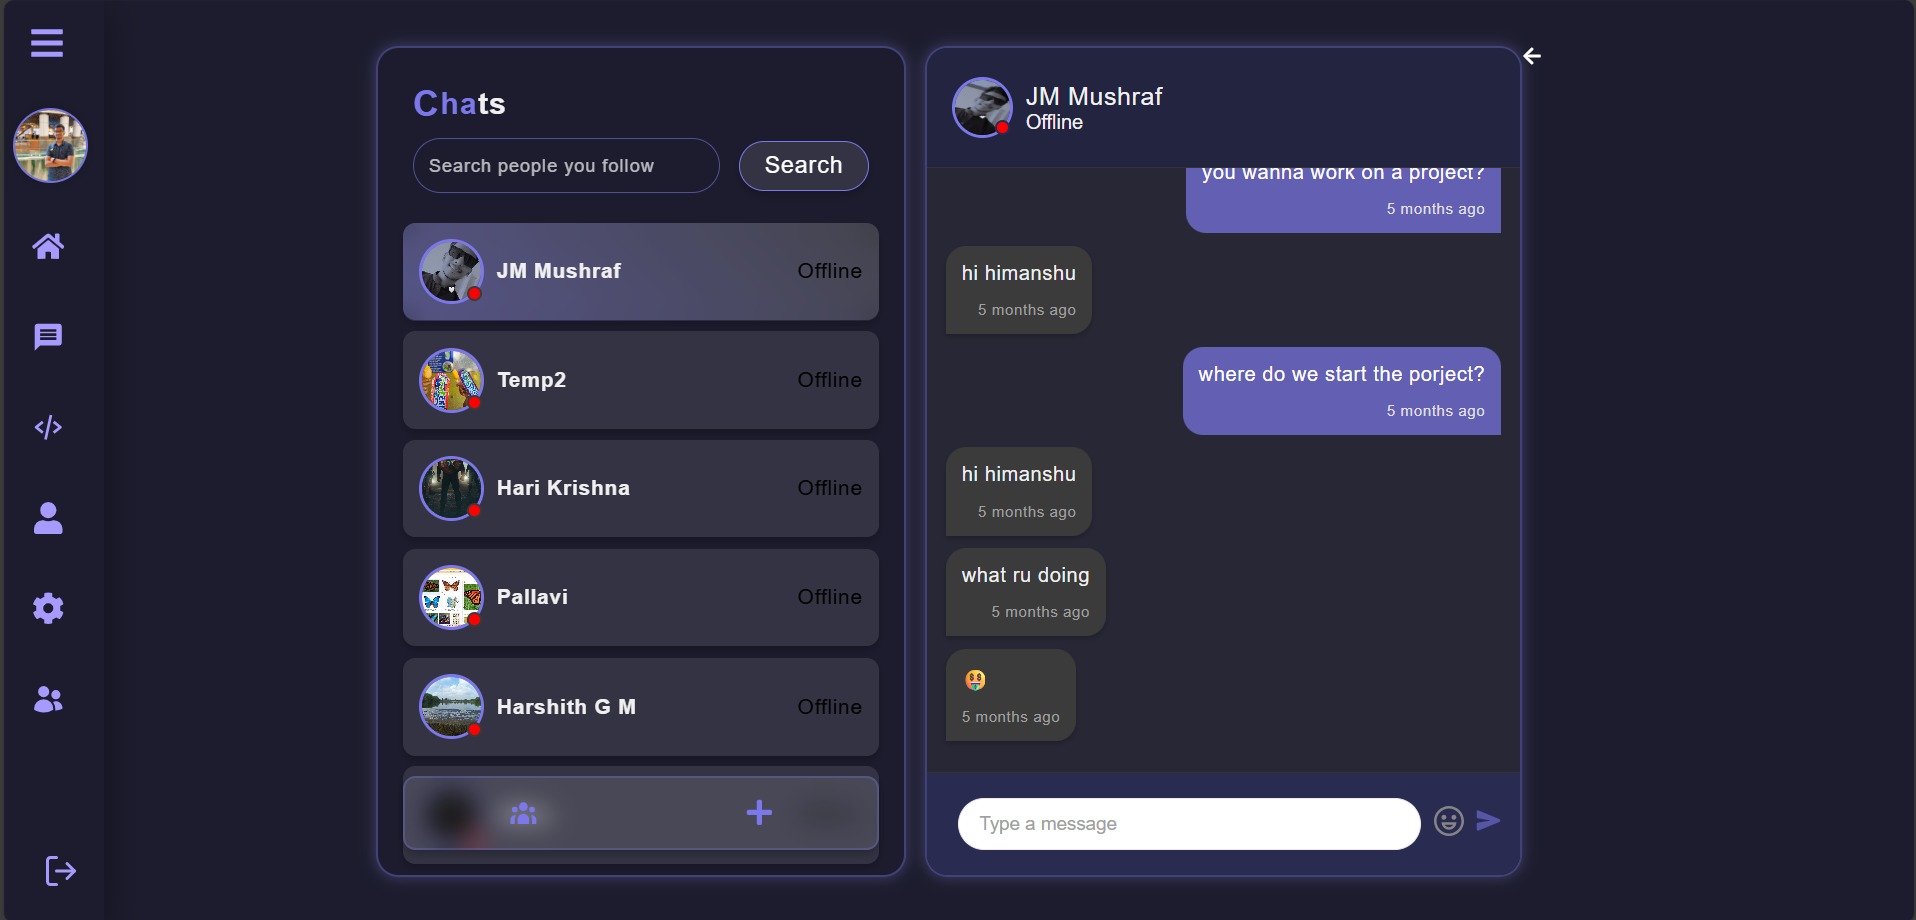 Chats
Search people you follow
Search
JM Mushraf
Offline
Temp2
Offline
Hari Krishna
Offline
Pallavi
Offline
Harshith G M
Offline
JM Mushraf
Offline
you wanna work on a project?
5 months ago
hi himanshu
5 months ago
where do we start the porject?
5 months ago
hi himanshu
5 months ago
what ru doing
5 months ago
🤑
5 months ago
Type a message